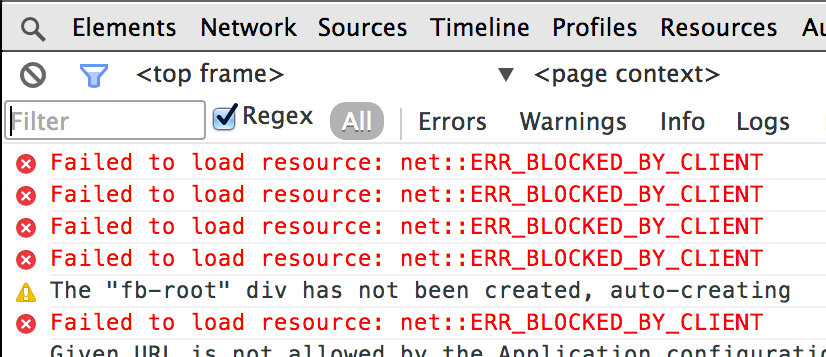 Elements Network Sources Timeline Profiles Resources Au
<top frame> ▼ <page context>
Filter Regex All Errors Warnings Info Logs
Failed to load resource: net::ERR_BLOCKED_BY_CLIENT
Failed to load resource: net::ERR_BLOCKED_BY_CLIENT
Failed to load resource: net::ERR_BLOCKED_BY_CLIENT
Failed to load resource: net::ERR_BLOCKED_BY_CLIENT
The "fb-root" div has not been created, auto-creating
Failed to load resource: net::ERR_BLOCKED_BY_CLIENT
Given URL is not allowed by the Application configuratio